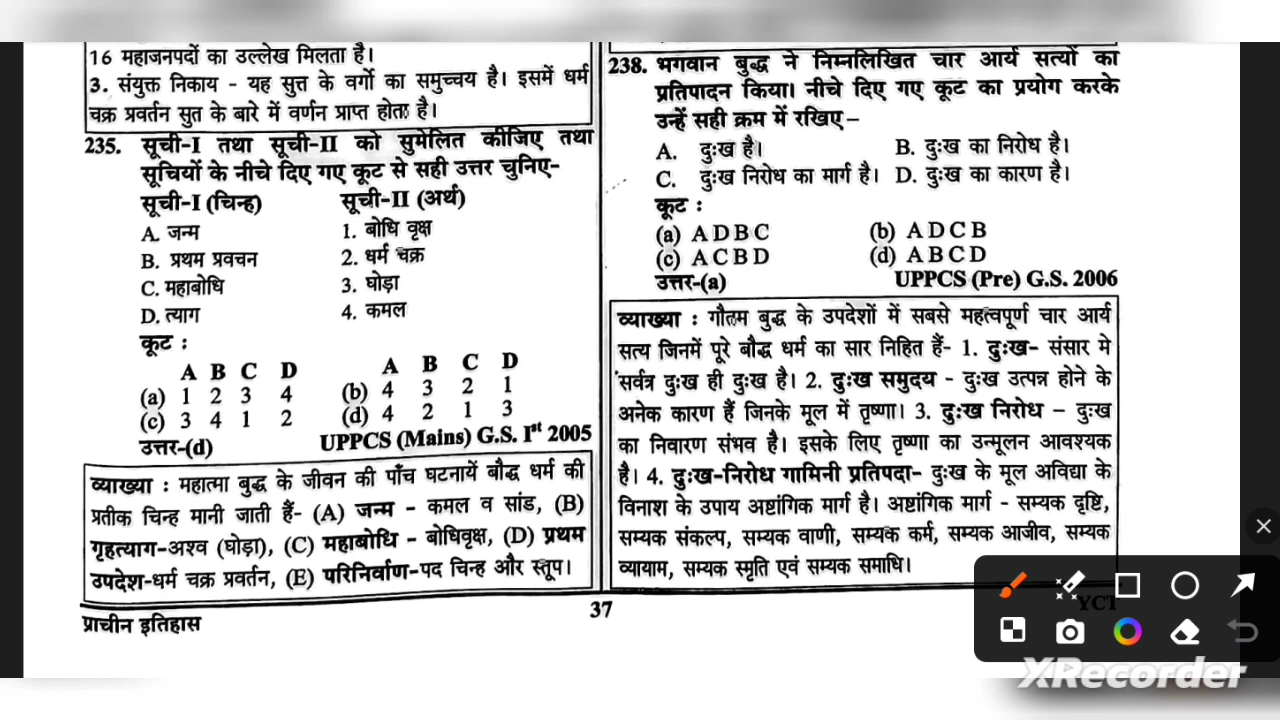 16 महाजनपदों का उल्लेख मिलता है।
3. संयुक्त निकाय - यह सुत्त के वर्गो का समुच्चय है। इसमें धर्म
चक्र प्रवर्तन सुत के बारे में वर्णन प्राप्त होता है।
235. सूची-I तथा सूची-II को सुमेलित कीजिए तथा
सूचियों के नीचे दिए गए कूट से सही उत्तर चुनिए-
सूची-I (चिन्ह) सूची-II (अर्थ)
A. जन्म 1. बोधि वृक्ष
B. प्रथम प्रवचन 2. धर्म चक्र
C. महाबोधि 3. घोड़ा
D. त्याग 4. कमल
कूट :
A B C D A B C D
(a) 1 2 3 4 (b) 4 3 2 1
(c) 3 4 1 2 (d) 4 2 1 3
उत्तर-(d) UPPCS (Mains) G.S. Ist 2005
व्याख्या : महात्मा बुद्ध के जीवन की पाँच घटनायें बौद्ध धर्म की
प्रतीक चिन्ह मानी जाती हैं- (A) जन्म - कमल व सांड, (B)
गृहत्याग-अश्व (घोड़ा), (C) महाबोधि - बोधिवृक्ष, (D) प्रथम
उपदेश-धर्म चक्र प्रवर्तन, (E) परिनिर्वाण-पद चिन्ह और स्तूप।
प्राचीन इतिहास
37
238. भगवान बुद्ध ने निम्नलिखित चार आर्य सत्यों का
प्रतिपादन किया। नीचे दिए गए कूट का प्रयोग करके
उन्हें सही क्रम में रखिए–
A. दुःख है। B. दुःख का निरोध है।
C. दुःख निरोध का मार्ग है। D. दुःख का कारण है।
कूट :
(a) A D B C (b) A D C B
(c) A C B D (d) A B C D
उत्तर-(a) UPPCS (Pre) G.S. 2006
व्याख्या : गौतम बुद्ध के उपदेशों में सबसे महत्वपूर्ण चार आर्य
सत्य जिनमें पूरे बौद्ध धर्म का सार निहित हैं- 1. दुःख- संसार मे
सर्वत्र दुःख ही दुःख है। 2. दुःख समुदय - दुःख उत्पन्न होने के
अनेक कारण हैं जिनके मूल में तृष्णा। 3. दुःख निरोध – दुःख
का निवारण संभव है। इसके लिए तृष्णा का उन्मूलन आवश्यक
है। 4. दुःख-निरोध गामिनी प्रतिपदा- दुःख के मूल अविद्या के
विनाश के उपाय अष्टांगिक मार्ग है। अष्टांगिक मार्ग - सम्यक दृष्टि,
सम्यक संकल्प, सम्यक वाणी, सम्यक कर्म, सम्यक आजीव, सम्यक
व्यायाम, सम्यक स्मृति एवं सम्यक समाधि।
YCT
XRecorder